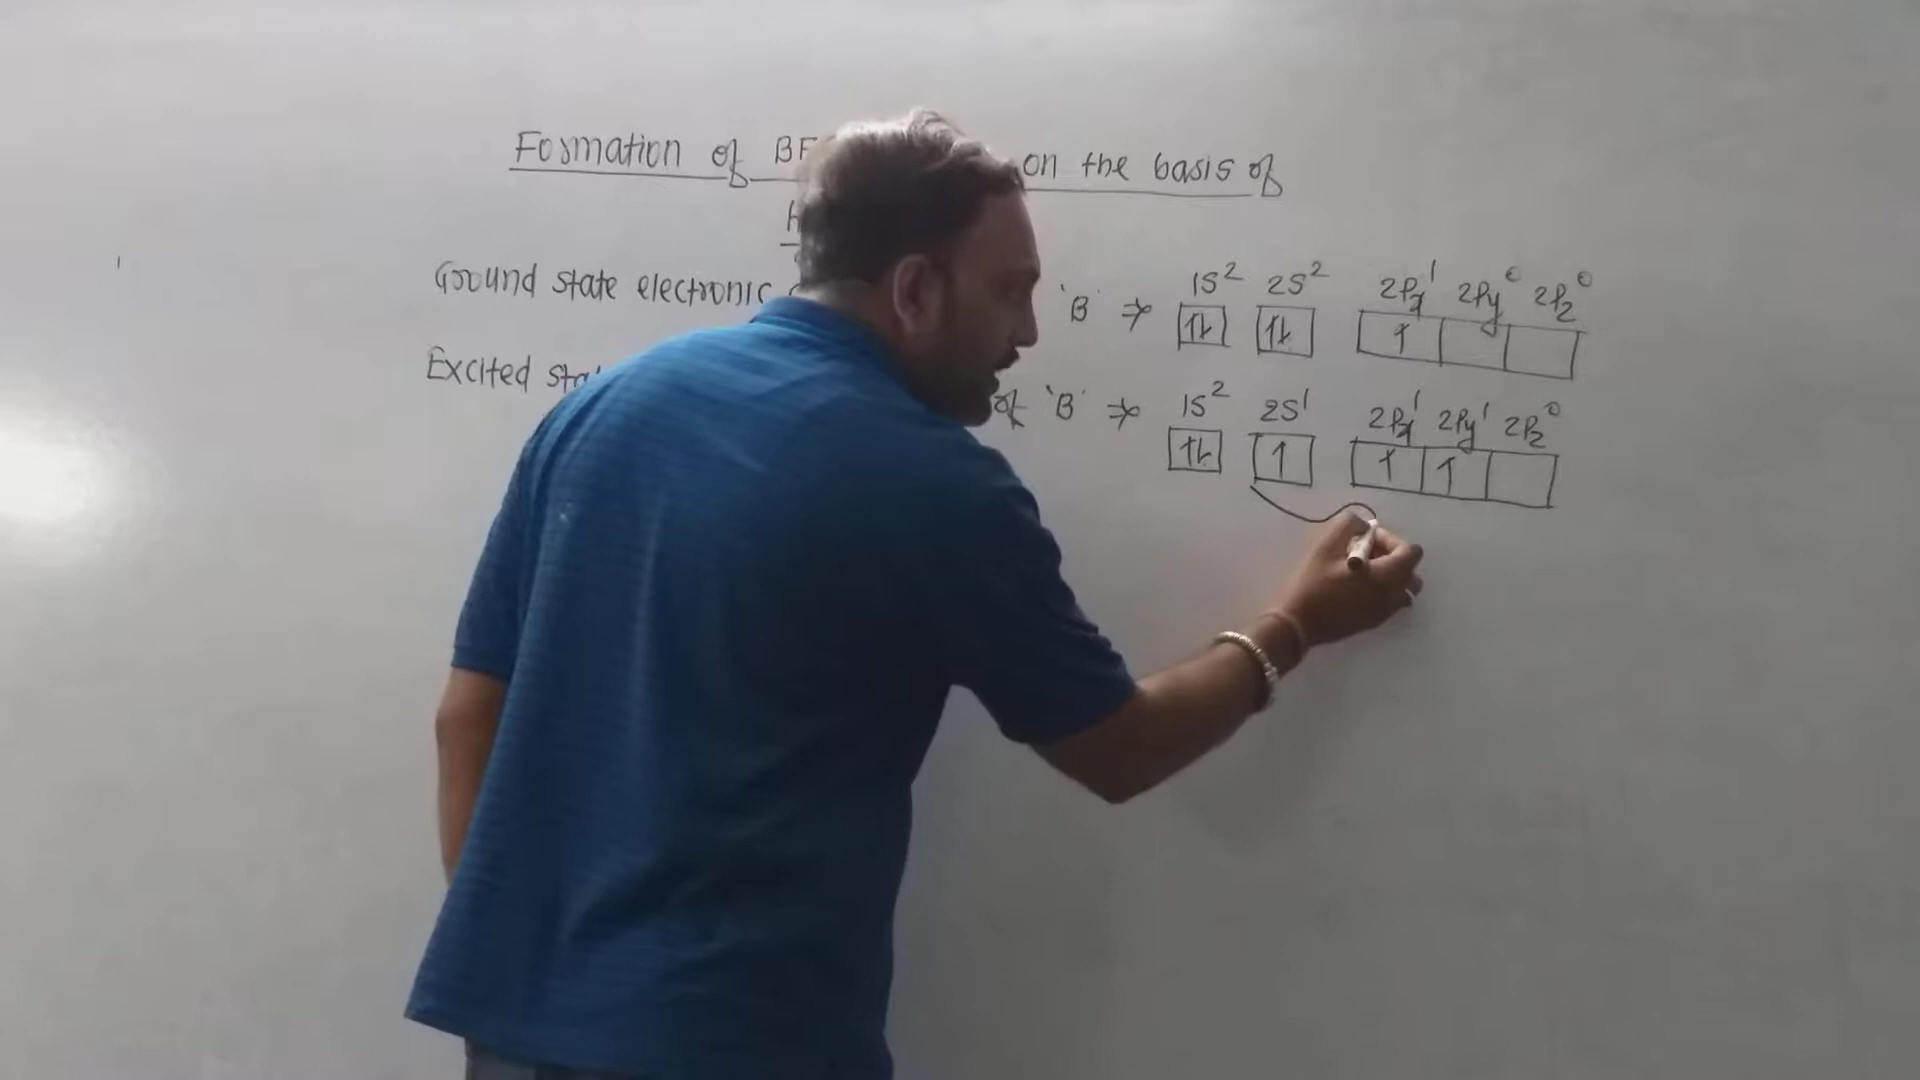 Formation of BF on the basis of
Ground state electronic 'B' ⇒ 1S² 2S² 2Px¹ 2Py⁰ 2Pz⁰
↑↓ ↑↓ ↑
Excited sta of 'B' ⇒ 1S² 2S¹ 2Px¹ 2Py¹ 2Pz⁰
↑↓ ↑ ↑ ↑